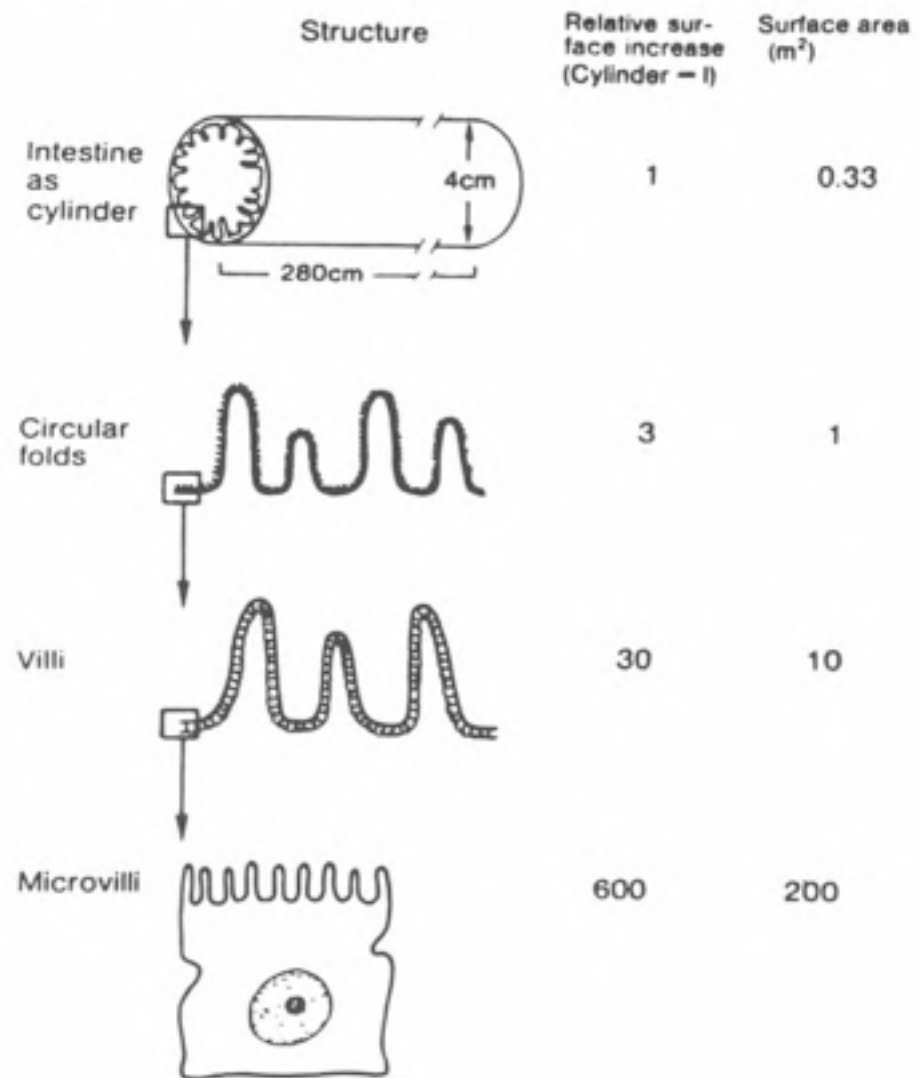 Structure
Relative sur-
face increase
(Cylinder – I)
Surface area
(m²)
Intestine
as
cylinder
4cm
280cm
1
0.33
Circular
folds
3
1
Villi
30
10
Microvilli
600
200